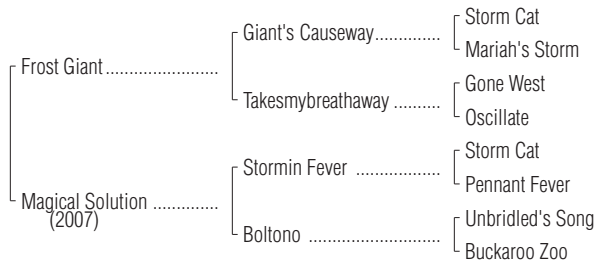 Storm Cat
Giant's Causeway..............
Mariah's Storm
Frost Giant........................
Gone West
Takesmybreathaway ..........
Oscillate
Storm Cat
Stormin Fever ..................
Pennant Fever
Magical Solution ..............
(2007)
Unbridled's Song
Boltono ............................
Buckaroo Zoo